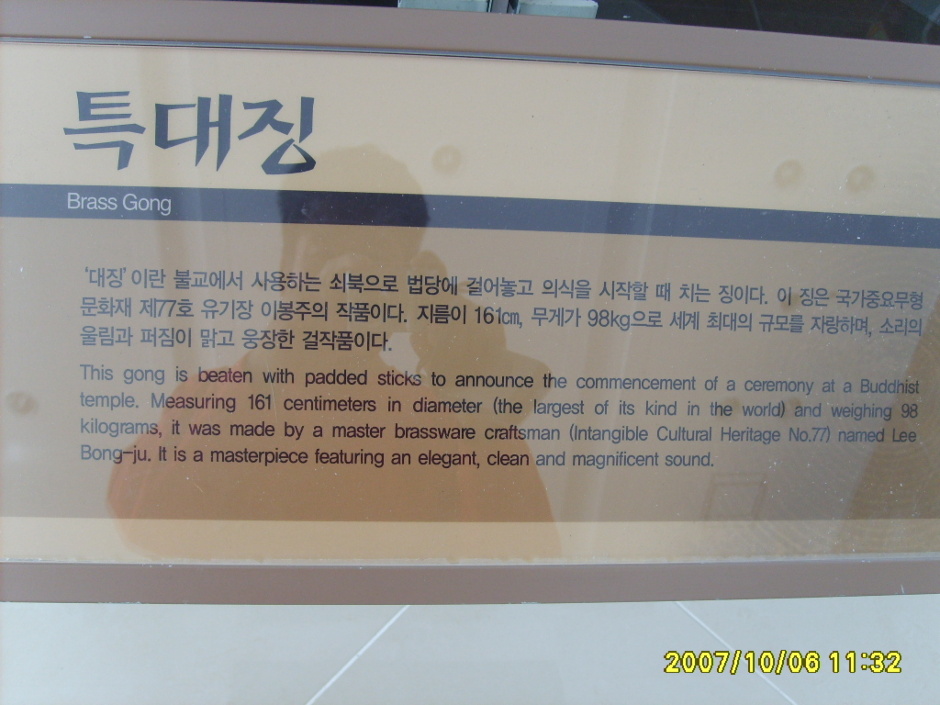 특대징
Brass Gong
‘대징’이란 불교에서 사용하는 쇠북으로 법당에 걸어놓고 의식을 시작할 때 치는 징이다. 이 징은 국가중요무형
문화재 제77호 유기장 이봉주의 작품이다. 지름이 161㎝, 무게가 98kg으로 세계 최대의 규모를 자랑하며, 소리의
울림과 퍼짐이 맑고 웅장한 걸작품이다.
This gong is beaten with padded sticks to announce the commencement of a ceremony at a Buddhist
temple. Measuring 161 centimeters in diameter (the largest of its kind in the world) and weighing 98
kilograms, it was made by a master brassware craftsman (Intangible Cultural Heritage No.77) named Lee
Bong-ju. It is a masterpiece featuring an elegant, clean and magnificent sound.
2007/10/06 11:32